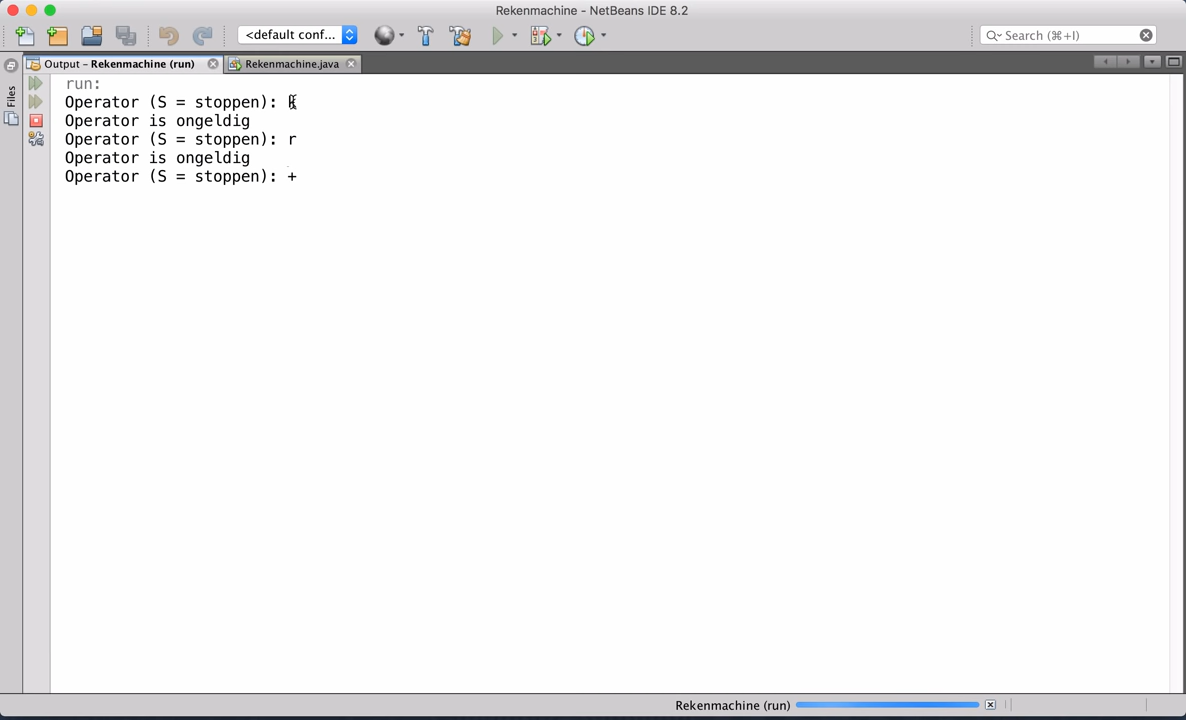 Rekenmachine - NetBeans IDE 8.2
<default conf...
Search (⌘+I)
Output - Rekenmachine (run)
Rekenmachine.java
Files
run:
Operator (S = stoppen):
Operator is ongeldig
Operator (S = stoppen): r
Operator is ongeldig
Operator (S = stoppen): +
Rekenmachine (run)